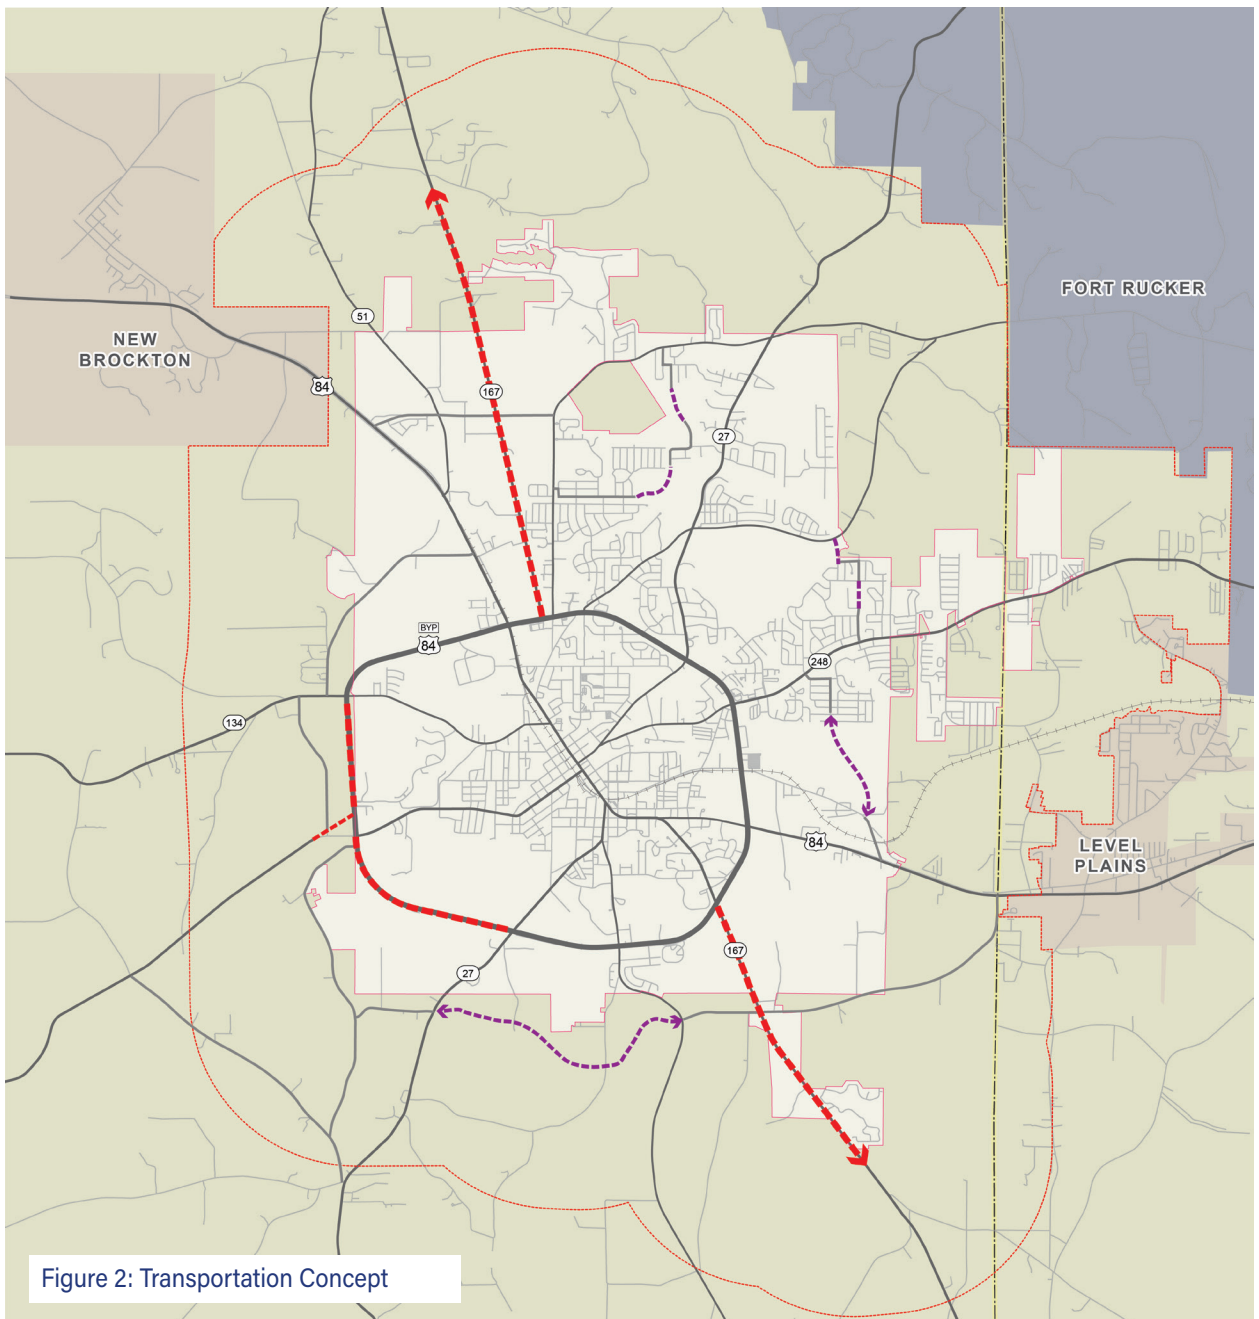 FORT RUCKER
51
NEW
BROCKTON
84
167
27
BYP
84
248
134
84
LEVEL
PLAINS
167
27
Figure 2: Transportation Concept